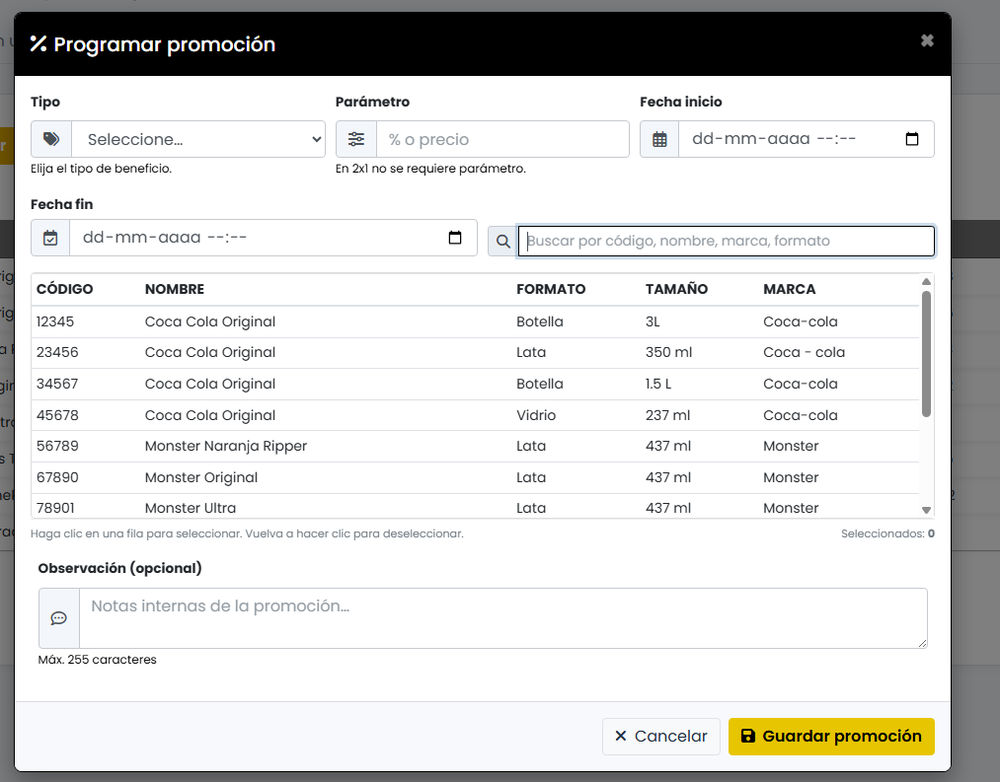 Programar promoción
Tipo Parámetro Fecha inicio
Seleccione... % o precio dd-mm-aaaa --:--
Elija el tipo de beneficio. En 2x1 no se requiere parámetro.
Fecha fin
dd-mm-aaaa --:-- Buscar por código, nombre, marca, formato
CÓDIGO NOMBRE FORMATO TAMAÑO MARCA
12345 Coca Cola Original Botella 3L Coca-cola
23456 Coca Cola Original Lata 350 ml Coca - cola
34567 Coca Cola Original Botella 1.5 L Coca-cola
45678 Coca Cola Original Vidrio 237 ml Coca-cola
56789 Monster Naranja Ripper Lata 437 ml Monster
67890 Monster Original Lata 437 ml Monster
78901 Monster Ultra Lata 437 ml Monster
Haga clic en una fila para seleccionar. Vuelva a hacer clic para deseleccionar. Seleccionados: 0
Observación (opcional)
Notas internas de la promoción...
Máx. 255 caracteres
Cancelar Guardar promoción